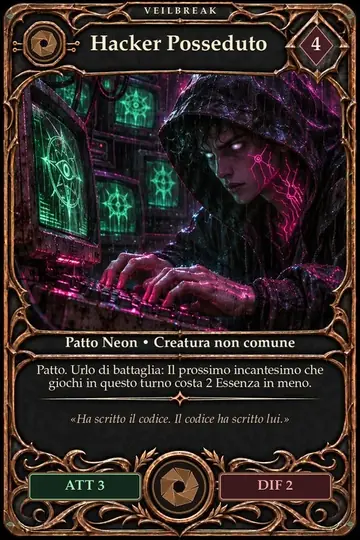 VEILBREAK
Hacker Posseduto
4
Patto Neon • Creatura non comune
Patto. Urlo di battaglia: Il prossimo incantesimo che
giochi in questo turno costa 2 Essenza in meno.
«Ha scritto il codice. Il codice ha scritto lui.»
ATT 3
DIF 2